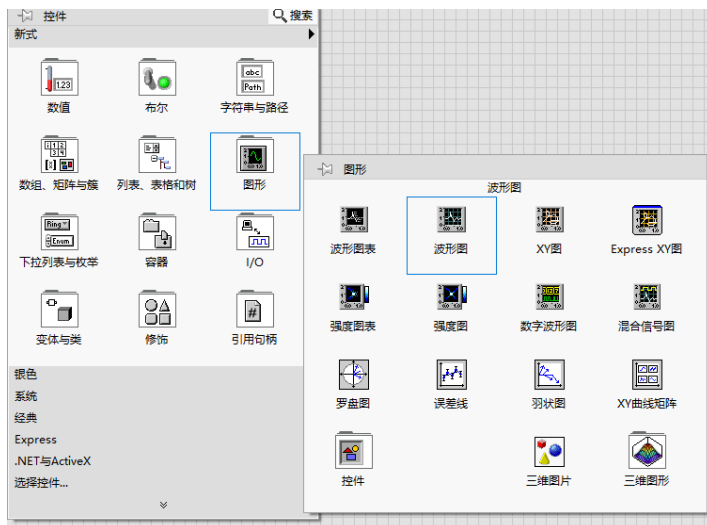 控件 搜索
新式
数值 布尔 字符串与路径
数组、矩阵与簇 列表、表格和树 图形
下拉列表与枚举 容器 I/O
变体与类 修饰 引用句柄
银色
系统
经典
Express
.NET与ActiveX
选择控件...
图形
波形图
波形图表 波形图 XY图 Express XY图
强度图表 强度图 数字波形图 混合信号图
罗盘图 误差线 羽状图 XY曲线矩阵
控件 三维图片 三维图形